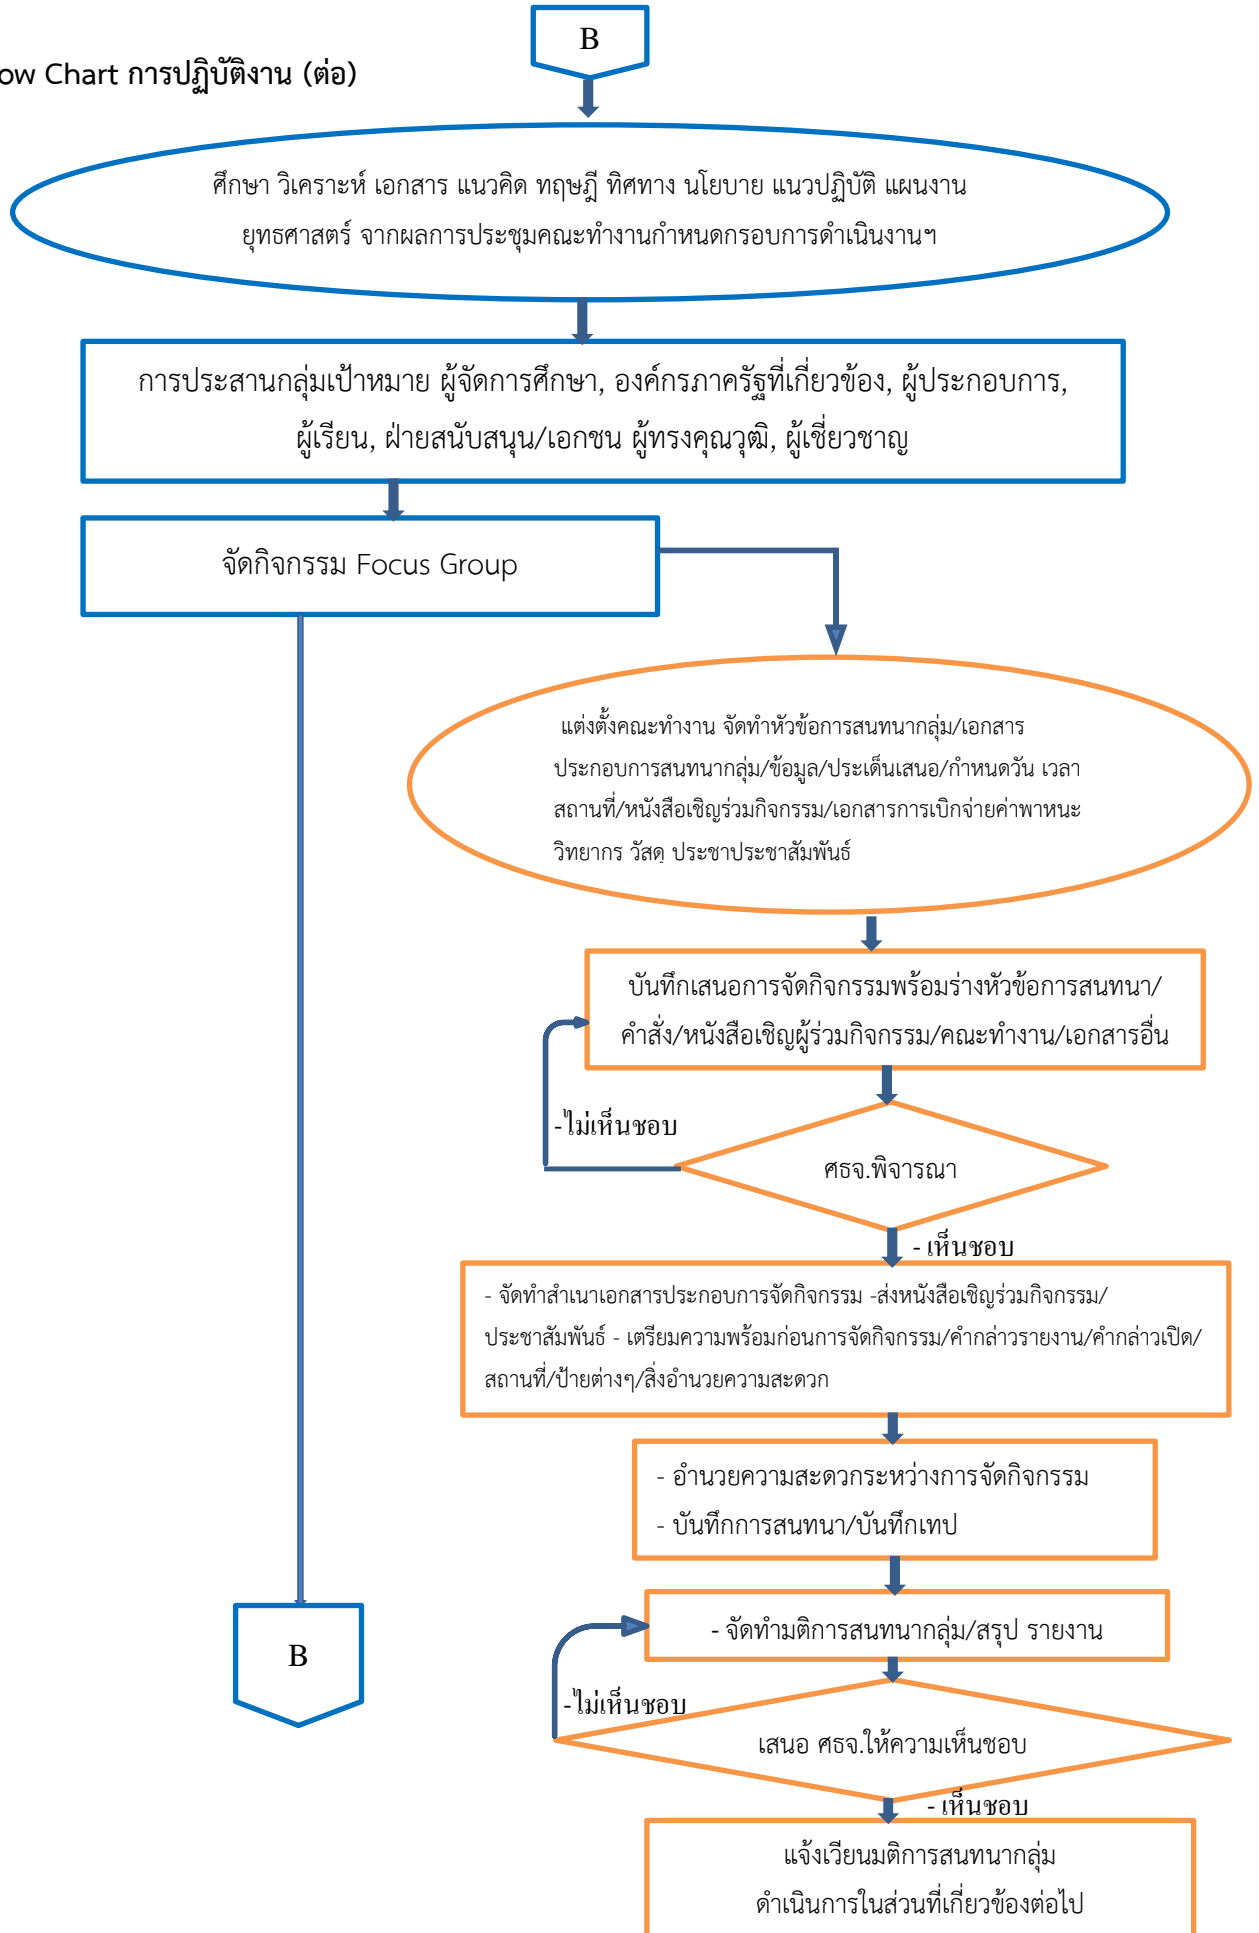 B
ow Chart การปฏิบัติงาน (ต่อ)
ศึกษา วิเคราะห์ เอกสาร แนวคิด ทฤษฎี ทิศทาง นโยบาย แนวปฏิบัติ แผนงาน
ยุทธศาสตร์ จากผลการประชุมคณะทำงานกำหนดกรอบการดำเนินงานฯ
การประสานกลุ่มเป้าหมาย ผู้จัดการศึกษา, องค์กรภาครัฐที่เกี่ยวข้อง, ผู้ประกอบการ,
ผู้เรียน, ฝ่ายสนับสนุน/เอกชน ผู้ทรงคุณวุฒิ, ผู้เชี่ยวชาญ
จัดกิจกรรม Focus Group
แต่งตั้งคณะทำงาน จัดทำหัวข้อการสนทนากลุ่ม/เอกสาร
ประกอบการสนทนากลุ่ม/ข้อมูล/ประเด็นเสนอ/กำหนดวัน เวลา
สถานที่/หนังสือเชิญร่วมกิจกรรม/เอกสารการเบิกจ่ายค่าพาหนะ
วิทยากร วัสดุ ประชาประชาสัมพันธ์
บันทึกเสนอการจัดกิจกรรมพร้อมร่างหัวข้อการสนทนา/
คำสั่ง/หนังสือเชิญผู้ร่วมกิจกรรม/คณะทำงาน/เอกสารอื่น
-ไม่เห็นชอบ
ศธจ.พิจารณา
- เห็นชอบ
- จัดทำสำเนาเอกสารประกอบการจัดกิจกรรม -ส่งหนังสือเชิญร่วมกิจกรรม/
ประชาสัมพันธ์ - เตรียมความพร้อมก่อนการจัดกิจกรรม/คำกล่าวรายงาน/คำกล่าวเปิด/
สถานที่/ป้ายต่างๆ/สิ่งอำนวยความสะดวก
- อำนวยความสะดวกระหว่างการจัดกิจกรรม
- บันทึกการสนทนา/บันทึกเทป
- จัดทำมติการสนทนากลุ่ม/สรุป รายงาน
B
-ไม่เห็นชอบ
เสนอ ศธจ.ให้ความเห็นชอบ
- เห็นชอบ
แจ้งเวียนมติการสนทนากลุ่ม
ดำเนินการในส่วนที่เกี่ยวข้องต่อไป